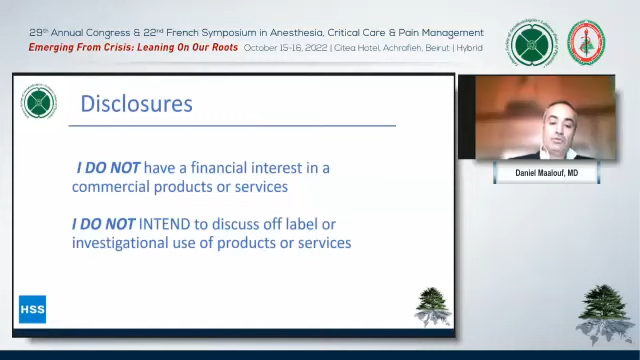 29th Annual Congress & 22nd French Symposium in Anesthesia, Critical Care & Pain Management
Emerging From Crisis: Leaning On Our Roots October 15-16, 2022 | Citea Hotel, Achrafieh, Beirut | Hybrid
Disclosures
I DO NOT have a financial interest in a
commercial products or services
I DO NOT INTEND to discuss off label or
investigational use of products or services
HSS
Daniel Maalouf, MD